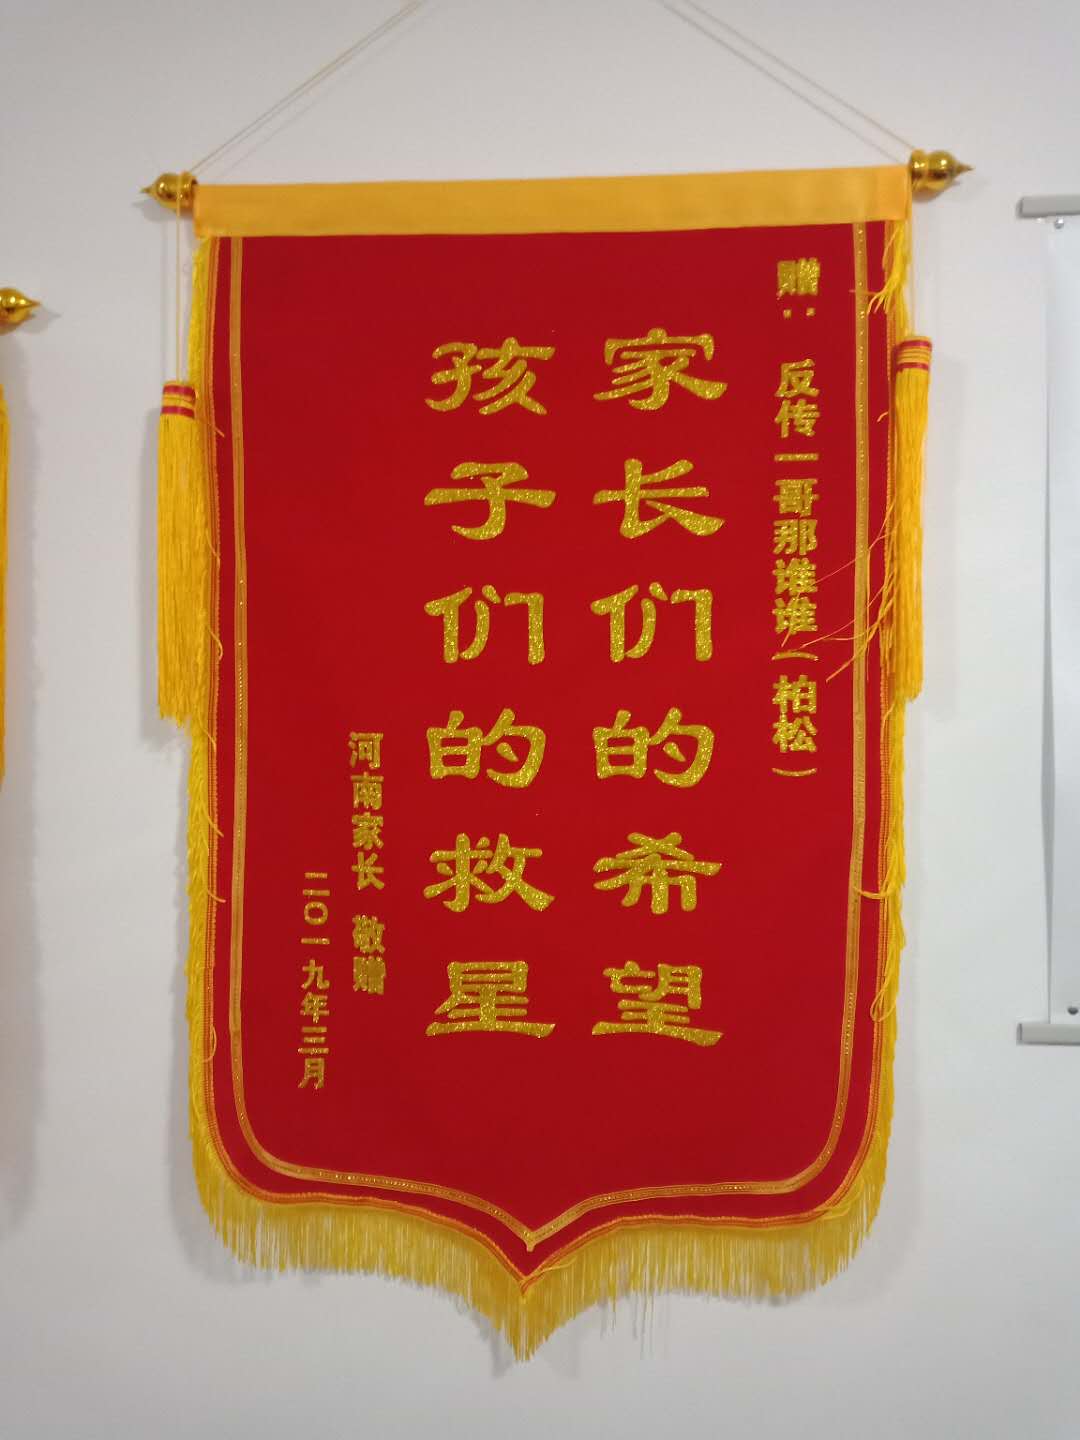 赠：反传一哥那谁谁（柏松）
家长们的希望
孩子们的救星
河南家长 敬赠
二〇一九年三月